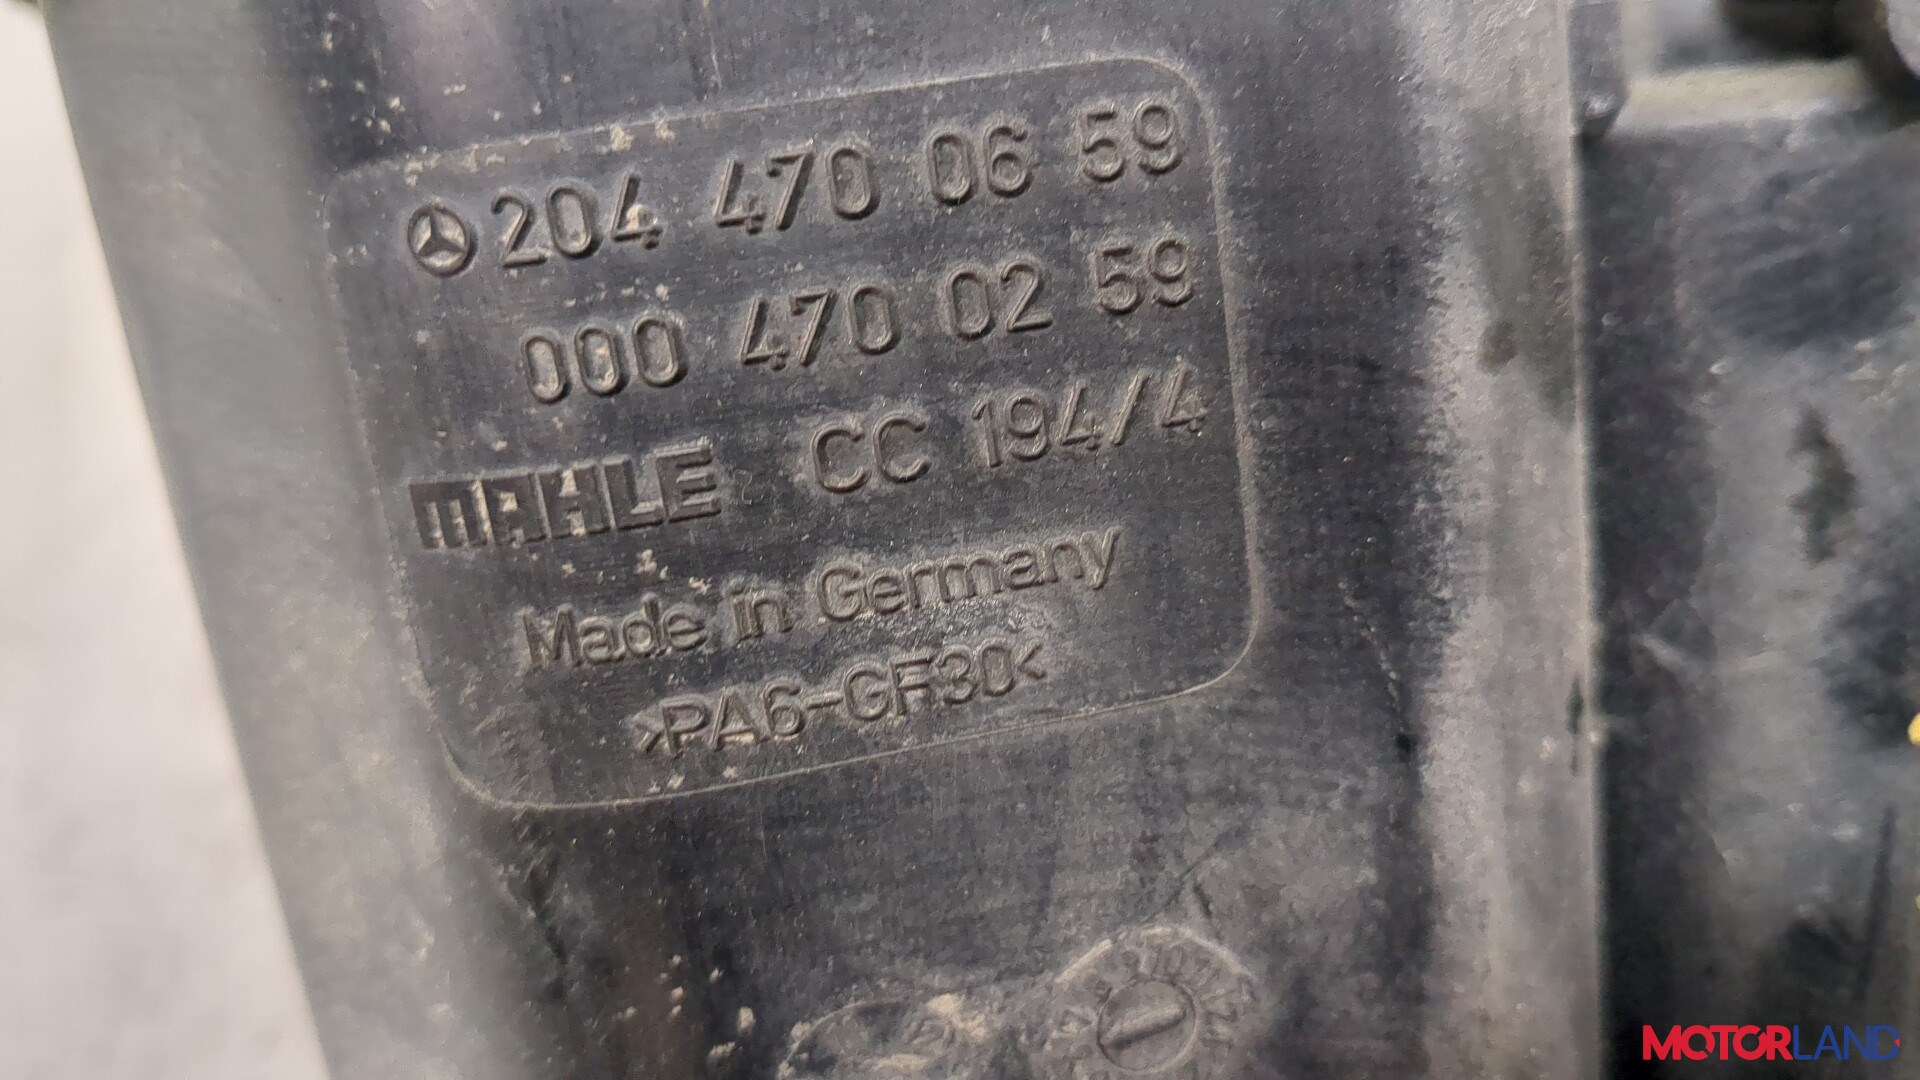 204 470 06 59
000 470 02 59
MAHLE CC 194/4
Made in Germany
>PA6-GF30<
MOTORLAND